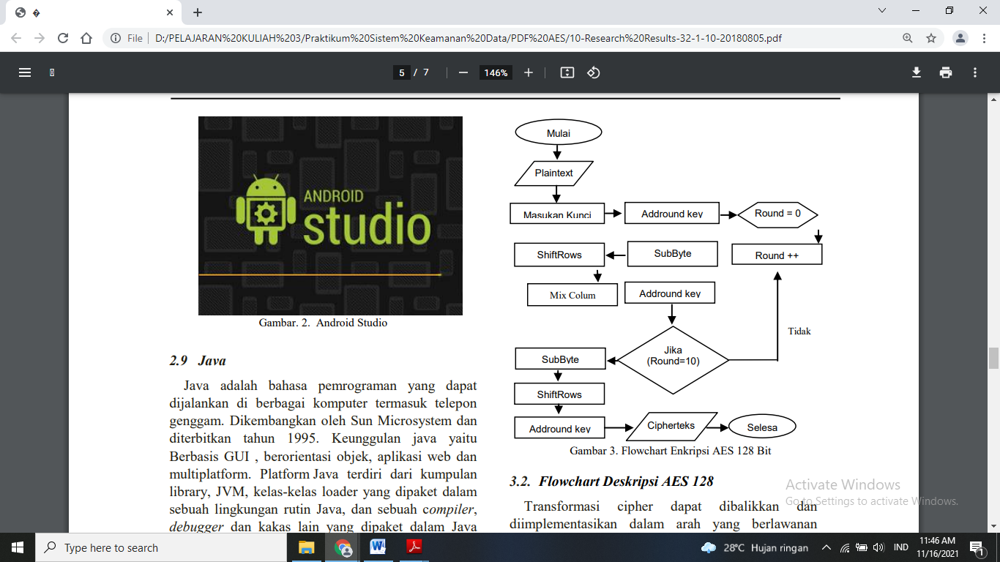 �
File
D:/PELAJARAN%20KULIAH%203/Praktikum%20Sistem%20Keamanan%20Data/PDF%20AES/10-Research%20Results-32-1-10-20180805.pdf
5 / 7
146%
ANDROID
studio
Gambar. 2. Android Studio
2.9 Java
Java adalah bahasa pemrograman yang dapat
dijalankan di berbagai komputer termasuk telepon
genggam. Dikembangkan oleh Sun Microsystem dan
diterbitkan tahun 1995. Keunggulan java yaitu
Berbasis GUI , berorientasi objek, aplikasi web dan
multiplatform. Platform Java terdiri dari kumpulan
library, JVM, kelas-kelas loader yang dipaket dalam
sebuah lingkungan rutin Java, dan sebuah compiler,
debugger dan kakas lain yang dipaket dalam Java
Mulai
Plaintext
Masukan Kunci
Addround key
Round = 0
ShiftRows
SubByte
Round ++
Mix Colum
Addround key
Tidak
Jika
(Round=10)
SubByte
ShiftRows
Addround key
Cipherteks
Selesa
Gambar 3. Flowchart Enkripsi AES 128 Bit
3.2. Flowchart Deskripsi AES 128
Transformasi cipher dapat dibalikkan dan
diimplementasikan dalam arah yang berlawanan
Activate Windows
Go to Settings to activate Windows.
Type here to search
28°C Hujan ringan
IND
11:46 AM
11/16/2021
1